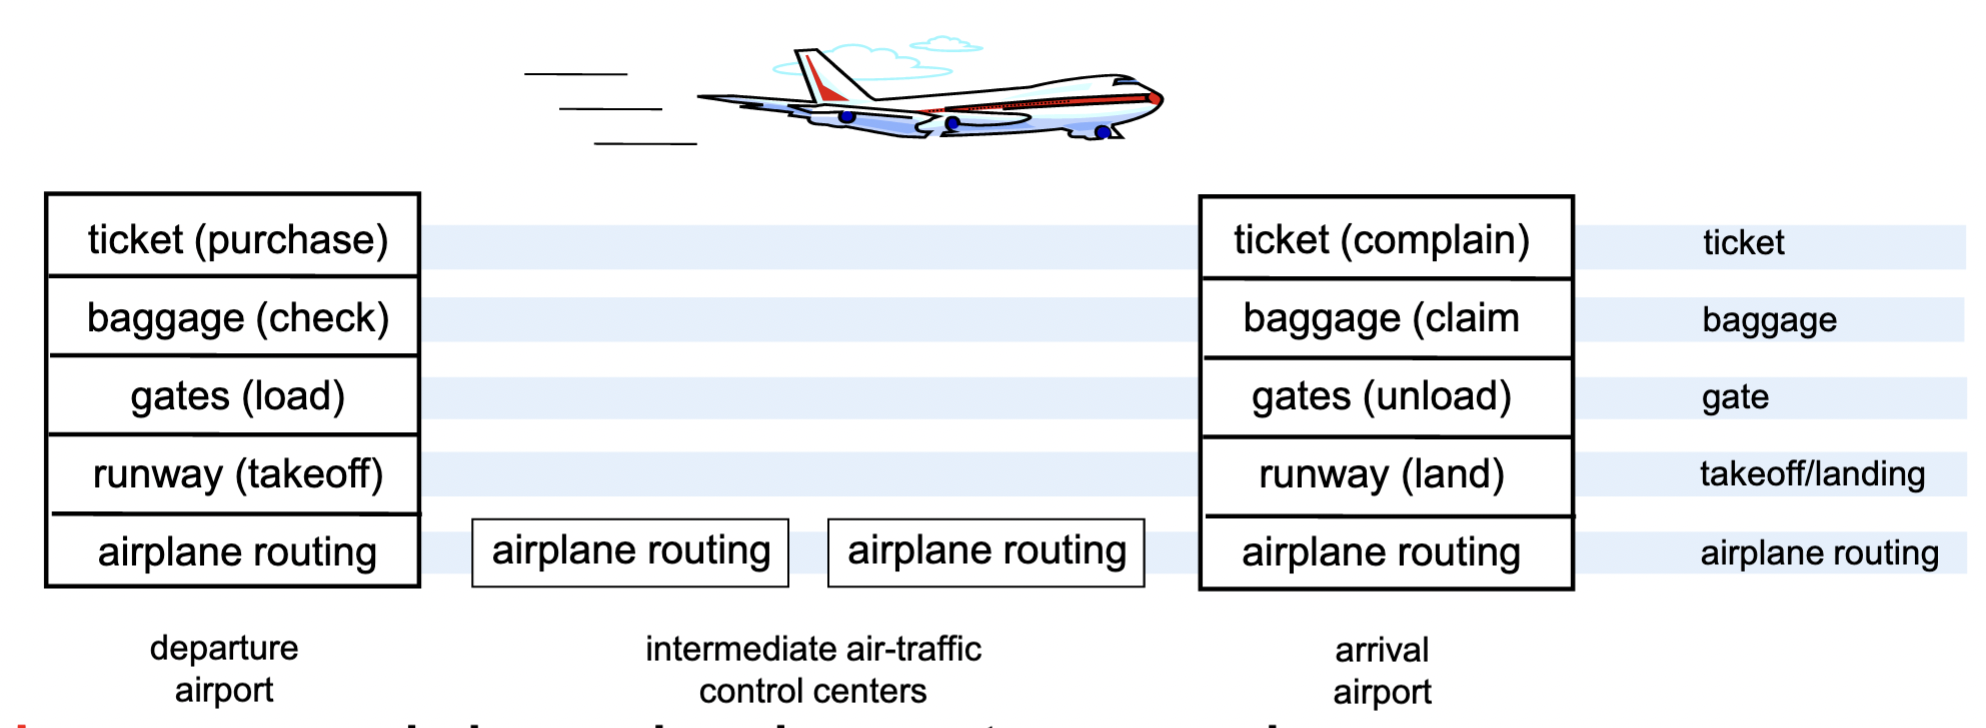 ticket (purchase)
ticket (complain)
ticket
baggage (check)
baggage (claim
baggage
gates (load)
gates (unload)
gate
runway (takeoff)
runway (land)
takeoff/landing
airplane routing
airplane routing
airplane routing
airplane routing
airplane routing
departure
airport
intermediate air-traffic
control centers
arrival
airport